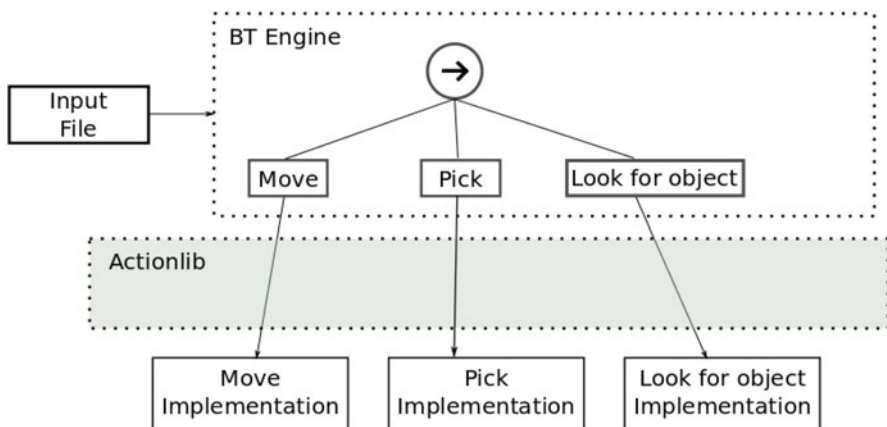 BT Engine
Input
File
Move
Pick
Look for object
Actionlib
Move
Implementation
Pick
Implementation
Look for object
Implementation